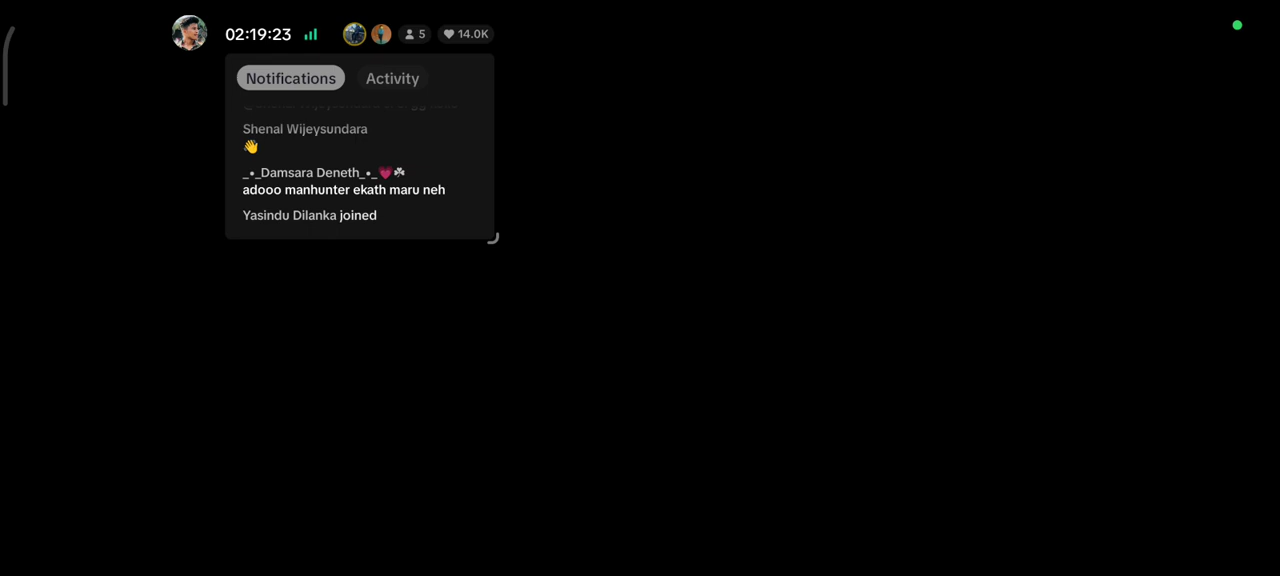 02:19:23 5 14.0K
Notifications Activity
Shenal Wijeysundara
👋
_•_Damsara Deneth_•_💗☘
adooo manhunter ekath maru neh
Yasindu Dilanka joined